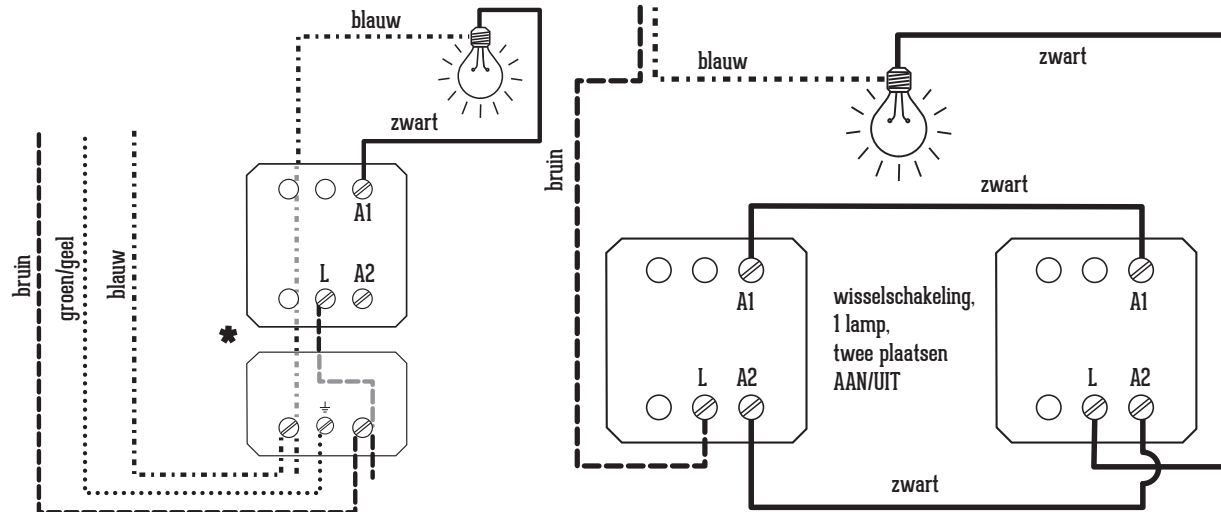 blauw
zwart
A1
L A2
bruin
groen/geel
blauw
*
blauw
zwart
bruin
zwart
A1
A1
wisselschakeling,
1 lamp,
twee plaatsen
AAN/UIT
L A2
L A2
zwart